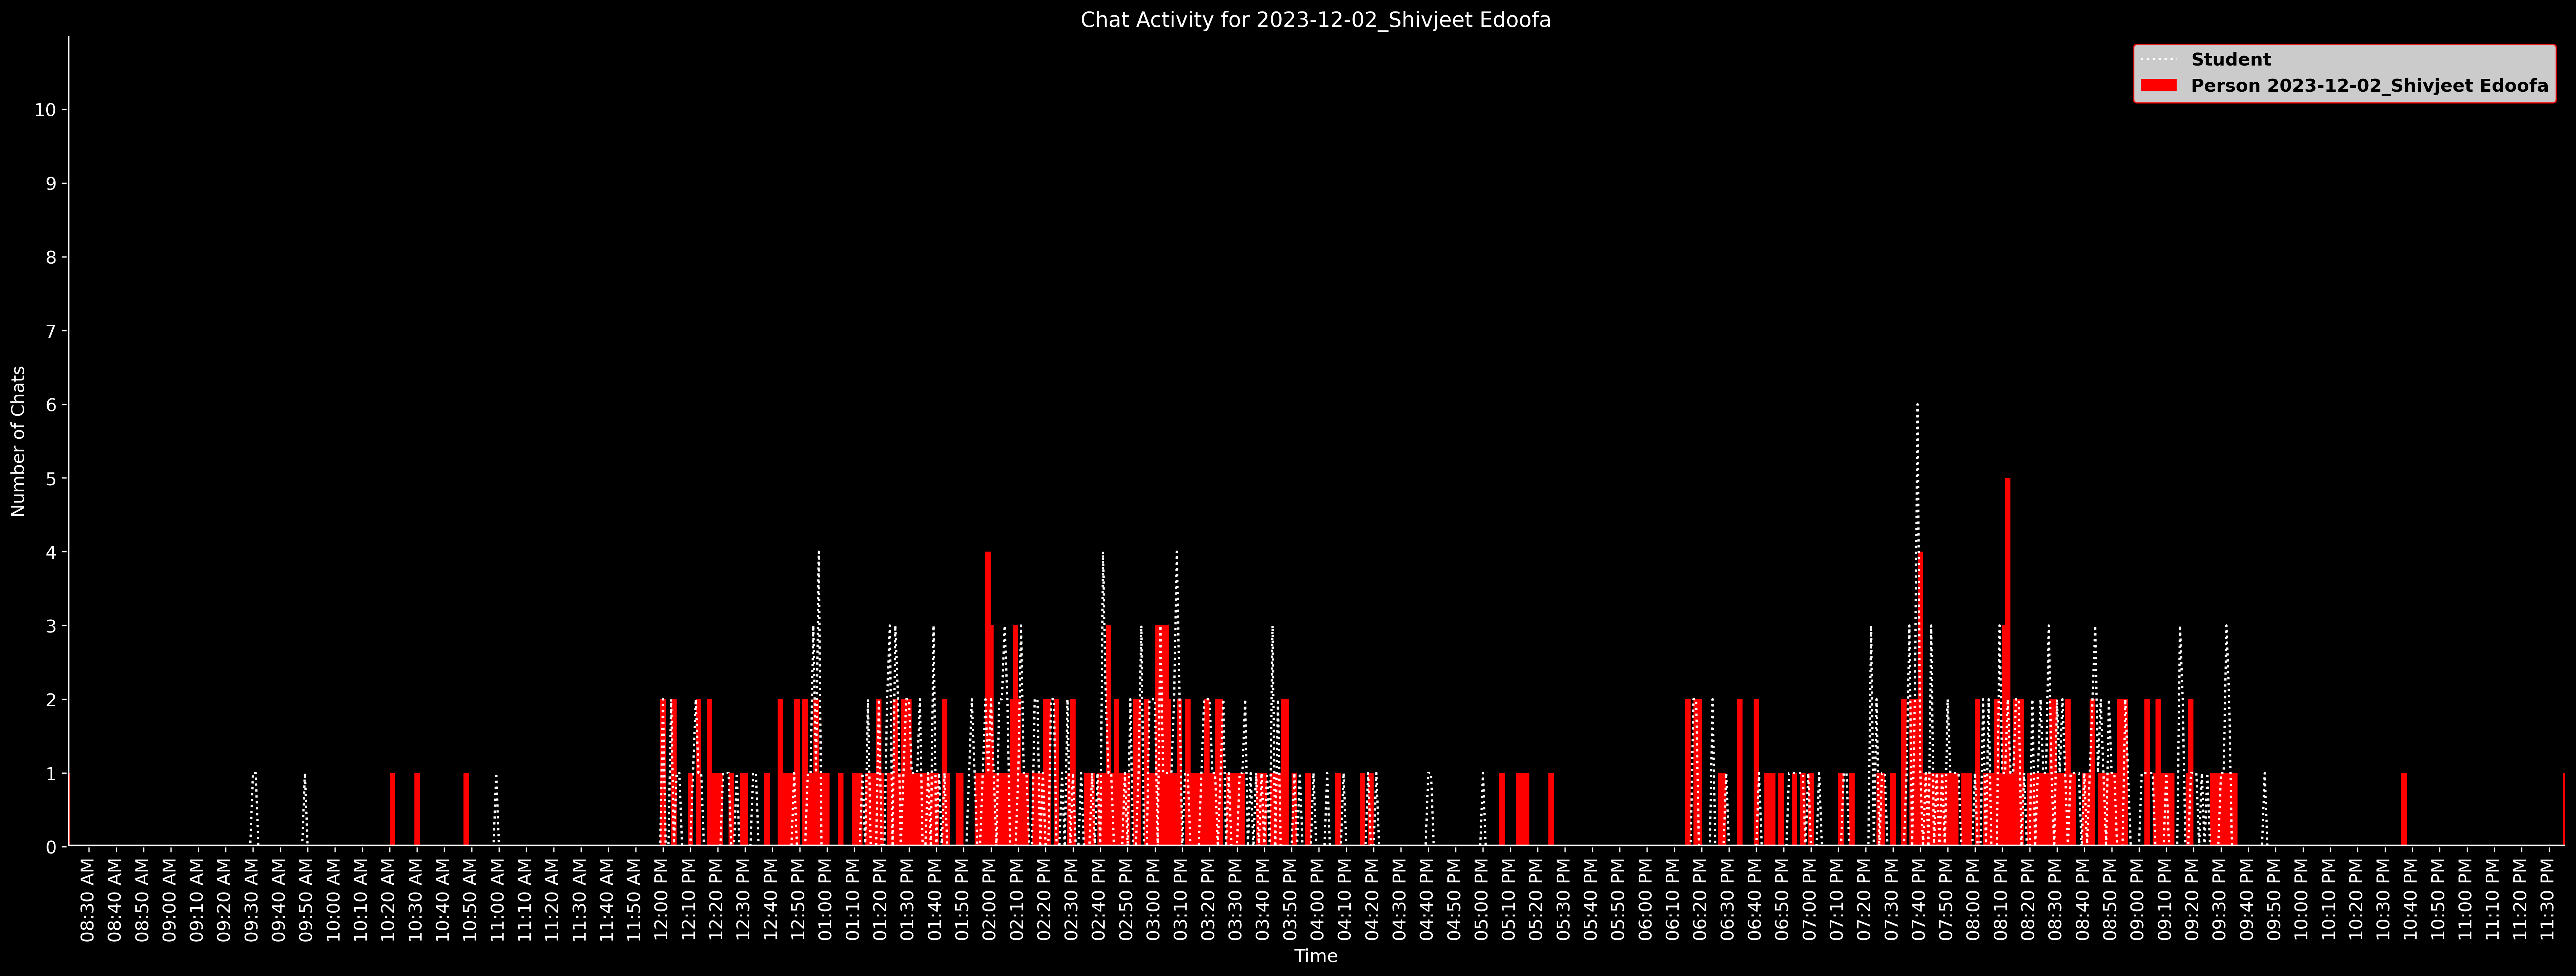 Chat Activity for 2023-12-02_Shivjeet Edoofa
Student
Person 2023-12-02_Shivjeet Edoofa
Number of Chats
10
9
8
7
6
5
4
3
2
1
0
08:30 AM
08:40 AM
08:50 AM
09:00 AM
09:10 AM
09:20 AM
09:30 AM
09:40 AM
09:50 AM
10:00 AM
10:10 AM
10:20 AM
10:30 AM
10:40 AM
10:50 AM
11:00 AM
11:10 AM
11:20 AM
11:30 AM
11:40 AM
11:50 AM
12:00 PM
12:10 PM
12:20 PM
12:30 PM
12:40 PM
12:50 PM
01:00 PM
01:10 PM
01:20 PM
01:30 PM
01:40 PM
01:50 PM
02:00 PM
02:10 PM
02:20 PM
02:30 PM
02:40 PM
02:50 PM
03:00 PM
03:10 PM
03:20 PM
03:30 PM
03:40 PM
03:50 PM
04:00 PM
04:10 PM
04:20 PM
04:30 PM
04:40 PM
04:50 PM
05:00 PM
05:10 PM
05:20 PM
05:30 PM
05:40 PM
05:50 PM
06:00 PM
06:10 PM
06:20 PM
06:30 PM
06:40 PM
06:50 PM
07:00 PM
07:10 PM
07:20 PM
07:30 PM
07:40 PM
07:50 PM
08:00 PM
08:10 PM
08:20 PM
08:30 PM
08:40 PM
08:50 PM
09:00 PM
09:10 PM
09:20 PM
09:30 PM
09:40 PM
09:50 PM
10:00 PM
10:10 PM
10:20 PM
10:30 PM
10:40 PM
10:50 PM
11:00 PM
11:10 PM
11:20 PM
11:30 PM
Time